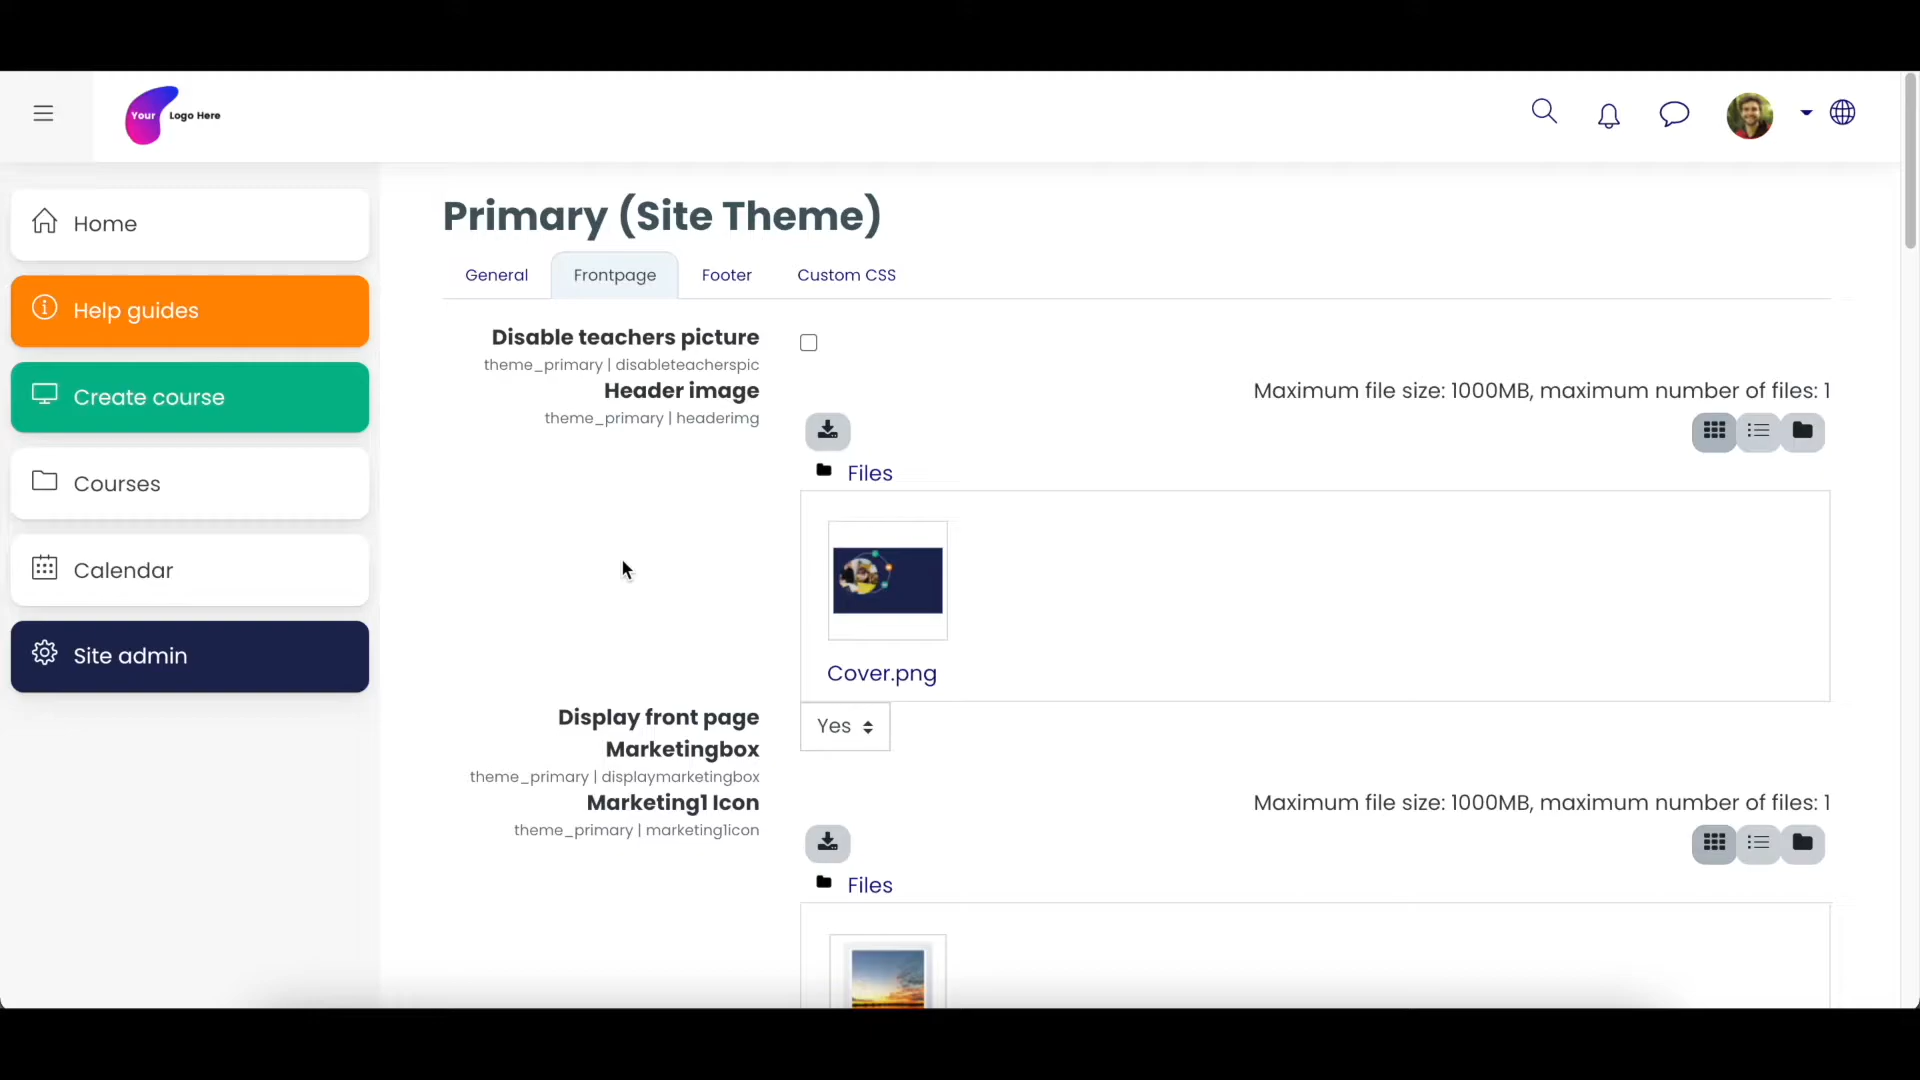 Your Logo Here
Home
Help guides
Create course
Courses
Calendar
Site admin
Primary (Site Theme)
General Frontpage Footer Custom CSS
Disable teachers picture
theme_primary | disableteacherspic
Header image
theme_primary | headerimg
Maximum file size: 1000MB, maximum number of files: 1
Files
Cover.png
Display front page
Marketingbox
theme_primary | displaymarketingbox
Yes
Marketing1 Icon
theme_primary | marketing1icon
Maximum file size: 1000MB, maximum number of files: 1
Files